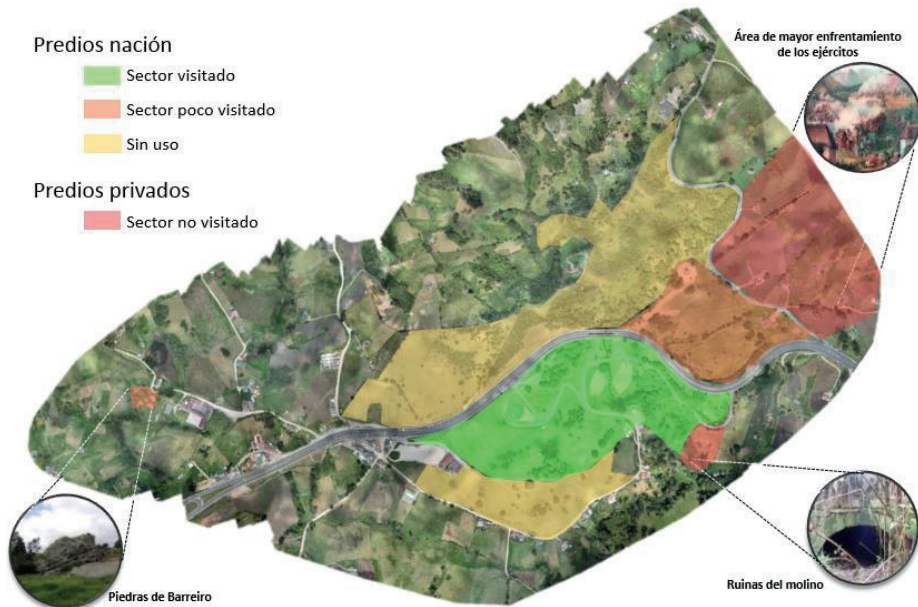 Predios nación
Sector visitado
Sector poco visitado
Sin uso
Predios privados
Sector no visitado
Área de mayor enfrentamiento
de los ejércitos
Piedras de Barreiro
Ruinas del molino